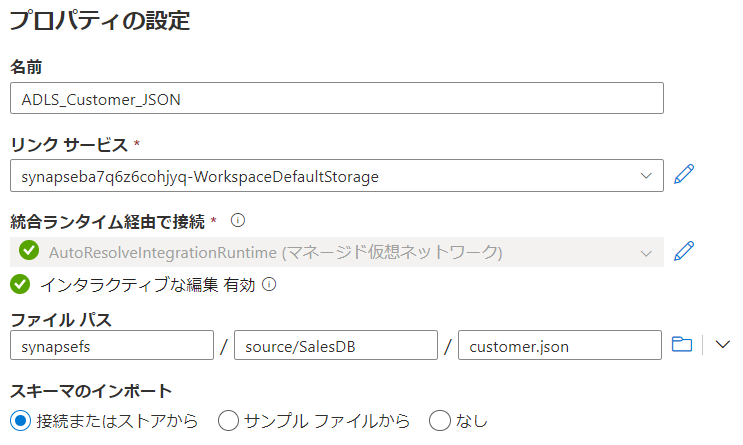 プロパティの設定
名前
ADLS_Customer_JSON
リンク サービス *
synapseba7q6z6cohjyq-WorkspaceDefaultStorage
統合ランタイム経由で接続 *
AutoResolveIntegrationRuntime (マネージド仮想ネットワーク)
インタラクティブな編集 有効
ファイル パス
synapsefs / source/SalesDB / customer.json
スキーマのインポート
接続またはストアから サンプル ファイルから なし